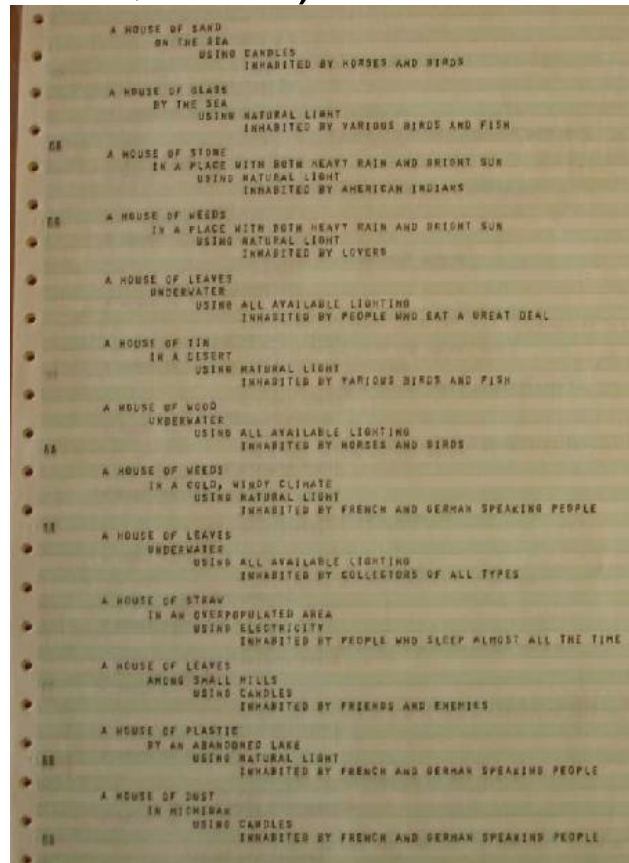 A HOUSE OF SAND
ON THE SEA
USING CANDLES
INHABITED BY HORSES AND BIRDS
A HOUSE OF GLASS
BY THE SEA
USING NATURAL LIGHT
INHABITED BY VARIOUS BIRDS AND FISH
A HOUSE OF STONE
IN A PLACE WITH BOTH HEAVY RAIN AND BRIGHT SUN
USING NATURAL LIGHT
INHABITED BY AMERICAN INDIANS
A HOUSE OF WEEDS
IN A PLACE WITH BOTH HEAVY RAIN AND BRIGHT SUN
USING NATURAL LIGHT
INHABITED BY LOVERS
A HOUSE OF LEAVES
UNDERWATER
USING ALL AVAILABLE LIGHTING
INHABITED BY PEOPLE WHO EAT A GREAT DEAL
A HOUSE OF TIN
IN A DESERT
USING NATURAL LIGHT
INHABITED BY VARIOUS BIRDS AND FISH
A HOUSE OF WOOD
UNDERWATER
USING ALL AVAILABLE LIGHTING
INHABITED BY HORSES AND BIRDS
A HOUSE OF WEEDS
IN A COLD, WINDY CLIMATE
USING NATURAL LIGHT
INHABITED BY FRENCH AND GERMAN SPEAKING PEOPLE
A HOUSE OF LEAVES
UNDERWATER
USING ALL AVAILABLE LIGHTING
INHABITED BY COLLECTORS OF ALL TYPES
A HOUSE OF STRAW
IN AN OVERPOPULATED AREA
USING ELECTRICITY
INHABITED BY PEOPLE WHO SLEEP ALMOST ALL THE TIME
A HOUSE OF LEAVES
AMONG SMALL HILLS
USING CANDLES
INHABITED BY FRIENDS AND ENEMIES
A HOUSE OF PLASTIC
BY AN ABANDONED LAKE
USING NATURAL LIGHT
INHABITED BY FRENCH AND GERMAN SPEAKING PEOPLE
A HOUSE OF DUST
IN MICHIGAN
USING CANDLES
INHABITED BY FRENCH AND GERMAN SPEAKING PEOPLE